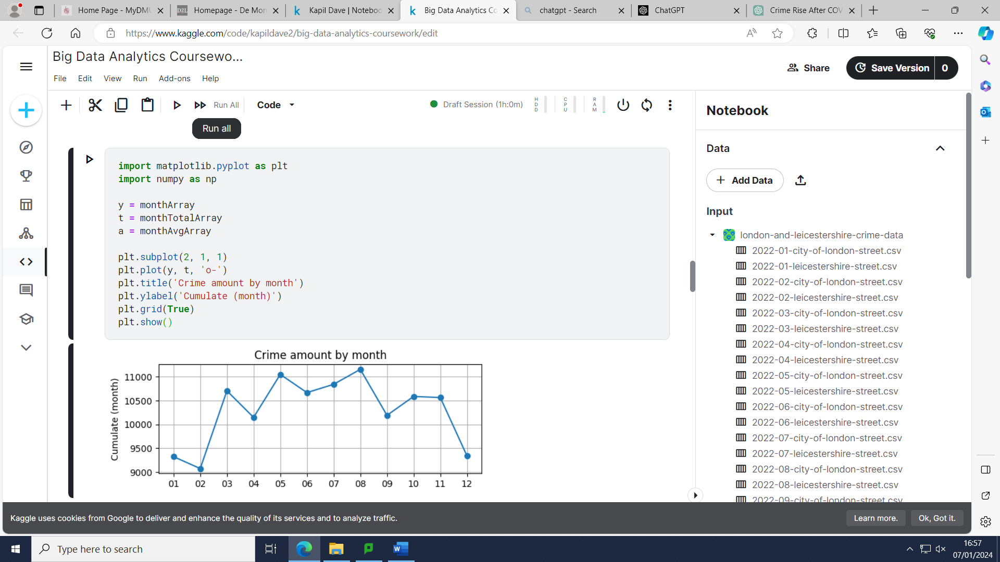 Home Page - MyDMU
Homepage - De Mon
Kapil Dave | Noteboo
Big Data Analytics Co
chatgpt - Search
ChatGPT
Crime Rise After COV
https://www.kaggle.com/code/kapildave2/big-data-analytics-coursework/edit
Big Data Analytics Coursewo...
File Edit View Run Add-ons Help
Share
Save Version 0
Run All
Code
Draft Session (1h:0m)
HDD
CPU
RAM
Run all
import matplotlib.pyplot as plt
import numpy as np
y = monthArray
t = monthTotalArray
a = monthAvgArray
plt.subplot(2, 1, 1)
plt.plot(y, t, 'o-')
plt.title('Crime amount by month')
plt.ylabel('Cumulate (month)')
plt.grid(True)
plt.show()
Crime amount by month
Cumulate (month)
11000
10500
10000
9500
9000
01 02 03 04 05 06 07 08 09 10 11 12
Notebook
Data
+ Add Data
Input
london-and-leicestershire-crime-data
2022-01-city-of-london-street.csv
2022-01-leicestershire-street.csv
2022-02-city-of-london-street.csv
2022-02-leicestershire-street.csv
2022-03-city-of-london-street.csv
2022-03-leicestershire-street.csv
2022-04-city-of-london-street.csv
2022-04-leicestershire-street.csv
2022-05-city-of-london-street.csv
2022-05-leicestershire-street.csv
2022-06-city-of-london-street.csv
2022-06-leicestershire-street.csv
2022-07-city-of-london-street.csv
2022-07-leicestershire-street.csv
2022-08-city-of-london-street.csv
2022-08-leicestershire-street.csv
2022-09-city-of-london-street.csv
Kaggle uses cookies from Google to deliver and enhance the quality of its services and to analyze traffic.
Learn more.
Ok, Got it.
Type here to search
16:57
07/01/2024